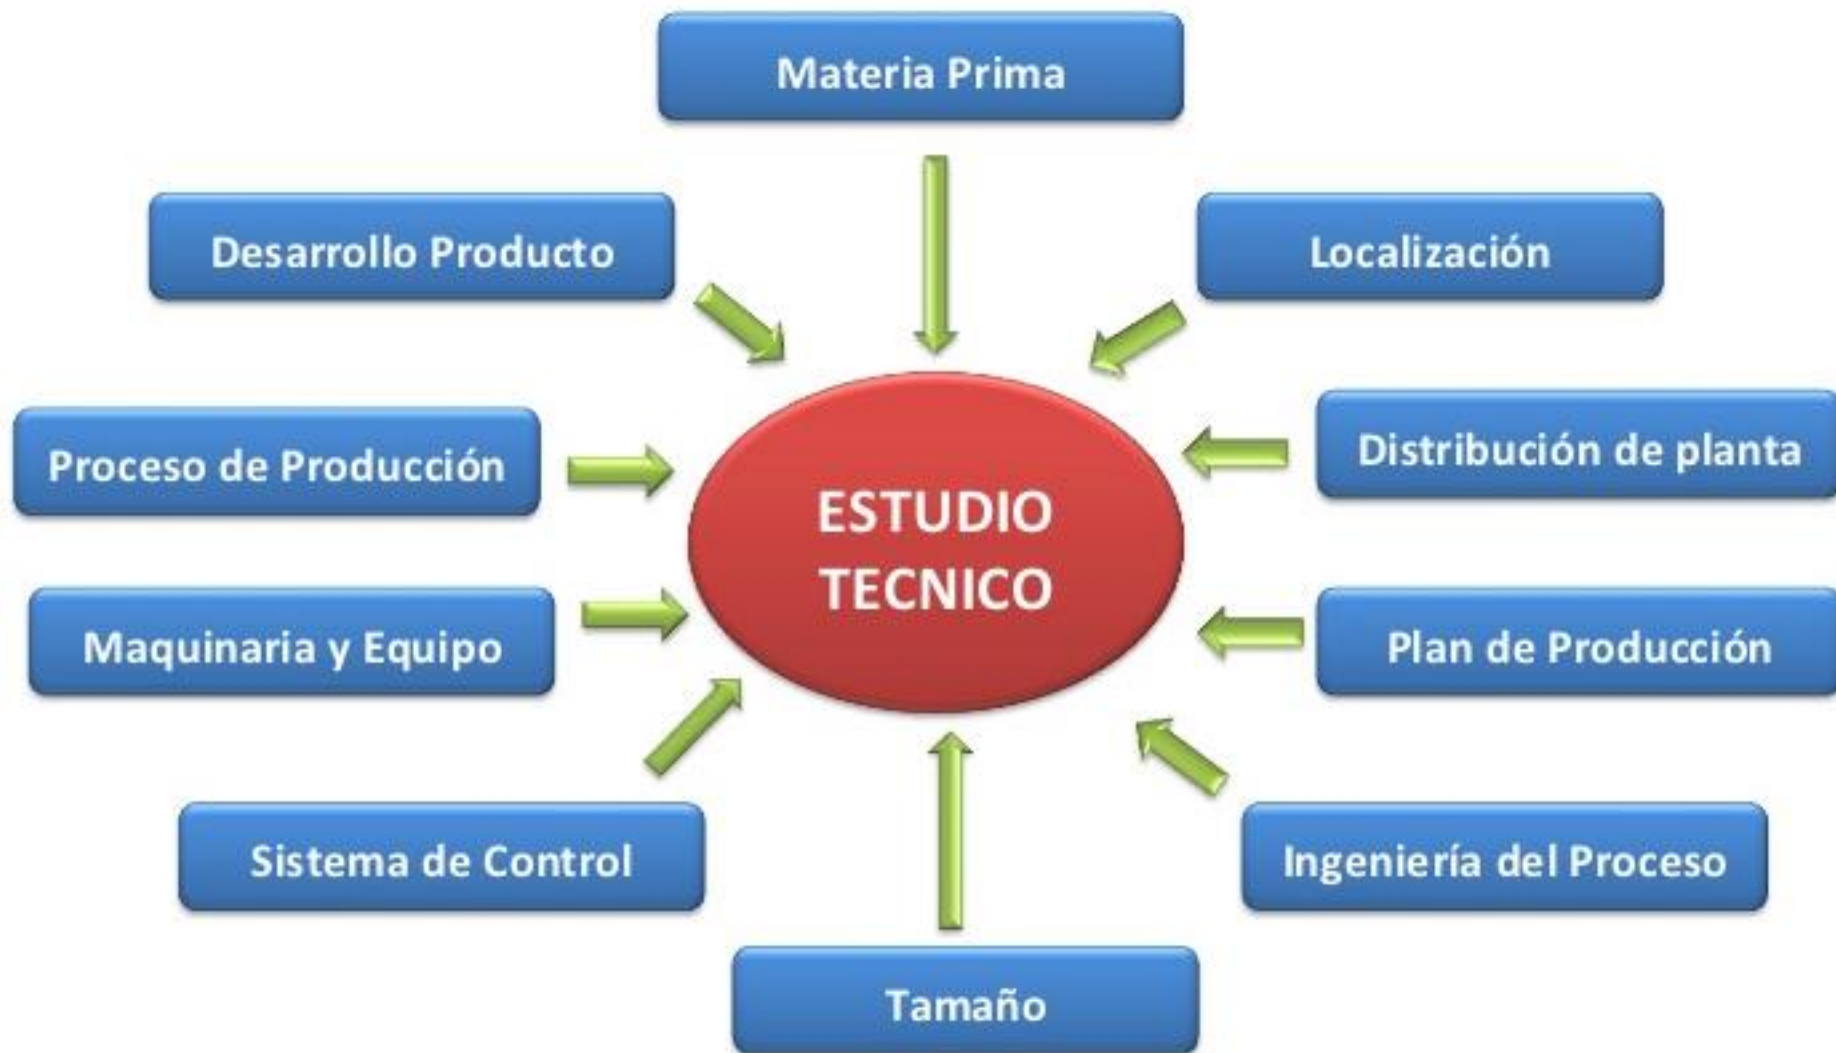 Materia Prima
Desarrollo Producto
Localización
Proceso de Producción
Distribución de planta
ESTUDIO
TECNICO
Maquinaria y Equipo
Plan de Producción
Sistema de Control
Ingeniería del Proceso
Tamaño